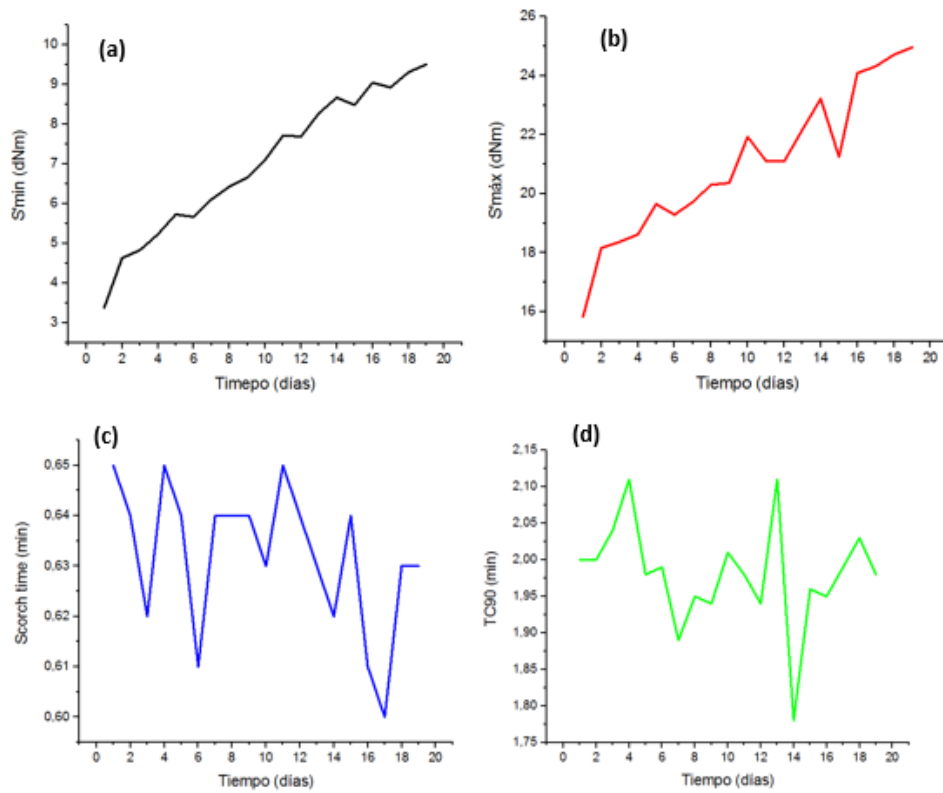 (a)
10
9
8
7
6
5
4
3
S'min (dNm)
0 2 4 6 8 10 12 14 16 18 20
Timepo (días)
(b)
26
24
22
20
18
16
S'máx (dNm)
0 2 4 6 8 10 12 14 16 18 20
Tiempo (días)
(c)
0,65
0,64
0,63
0,62
0,61
0,60
Scorch time (min)
0 2 4 6 8 10 12 14 16 18 20
Tiempo (días)
(d)
2,15
2,10
2,05
2,00
1,95
1,90
1,85
1,80
1,75
TC90 (min)
0 2 4 6 8 10 12 14 16 18 20
Tiempo (días)